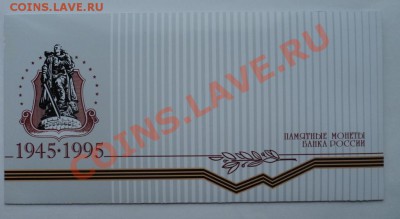 COINS.LAVE.RU
COINS.LAVE.RU
1945·1995
ПАМЯТНЫЕ МОНЕТЫ
БАНКА РОССИИ